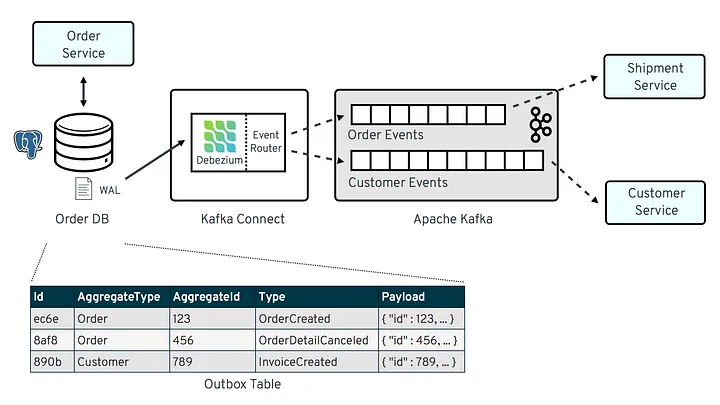 Order
Service
WAL
Order DB
Debezium
Event
Router
Kafka Connect
Order Events
Customer Events
Apache Kafka
Shipment
Service
Customer
Service
Id AggregateType AggregateId Type Payload
ec6e Order 123 OrderCreated { "id" : 123, ... }
8af8 Order 456 OrderDetailCanceled { "id" : 456, ... }
890b Customer 789 InvoiceCreated { "id" : 789, ... }
Outbox Table